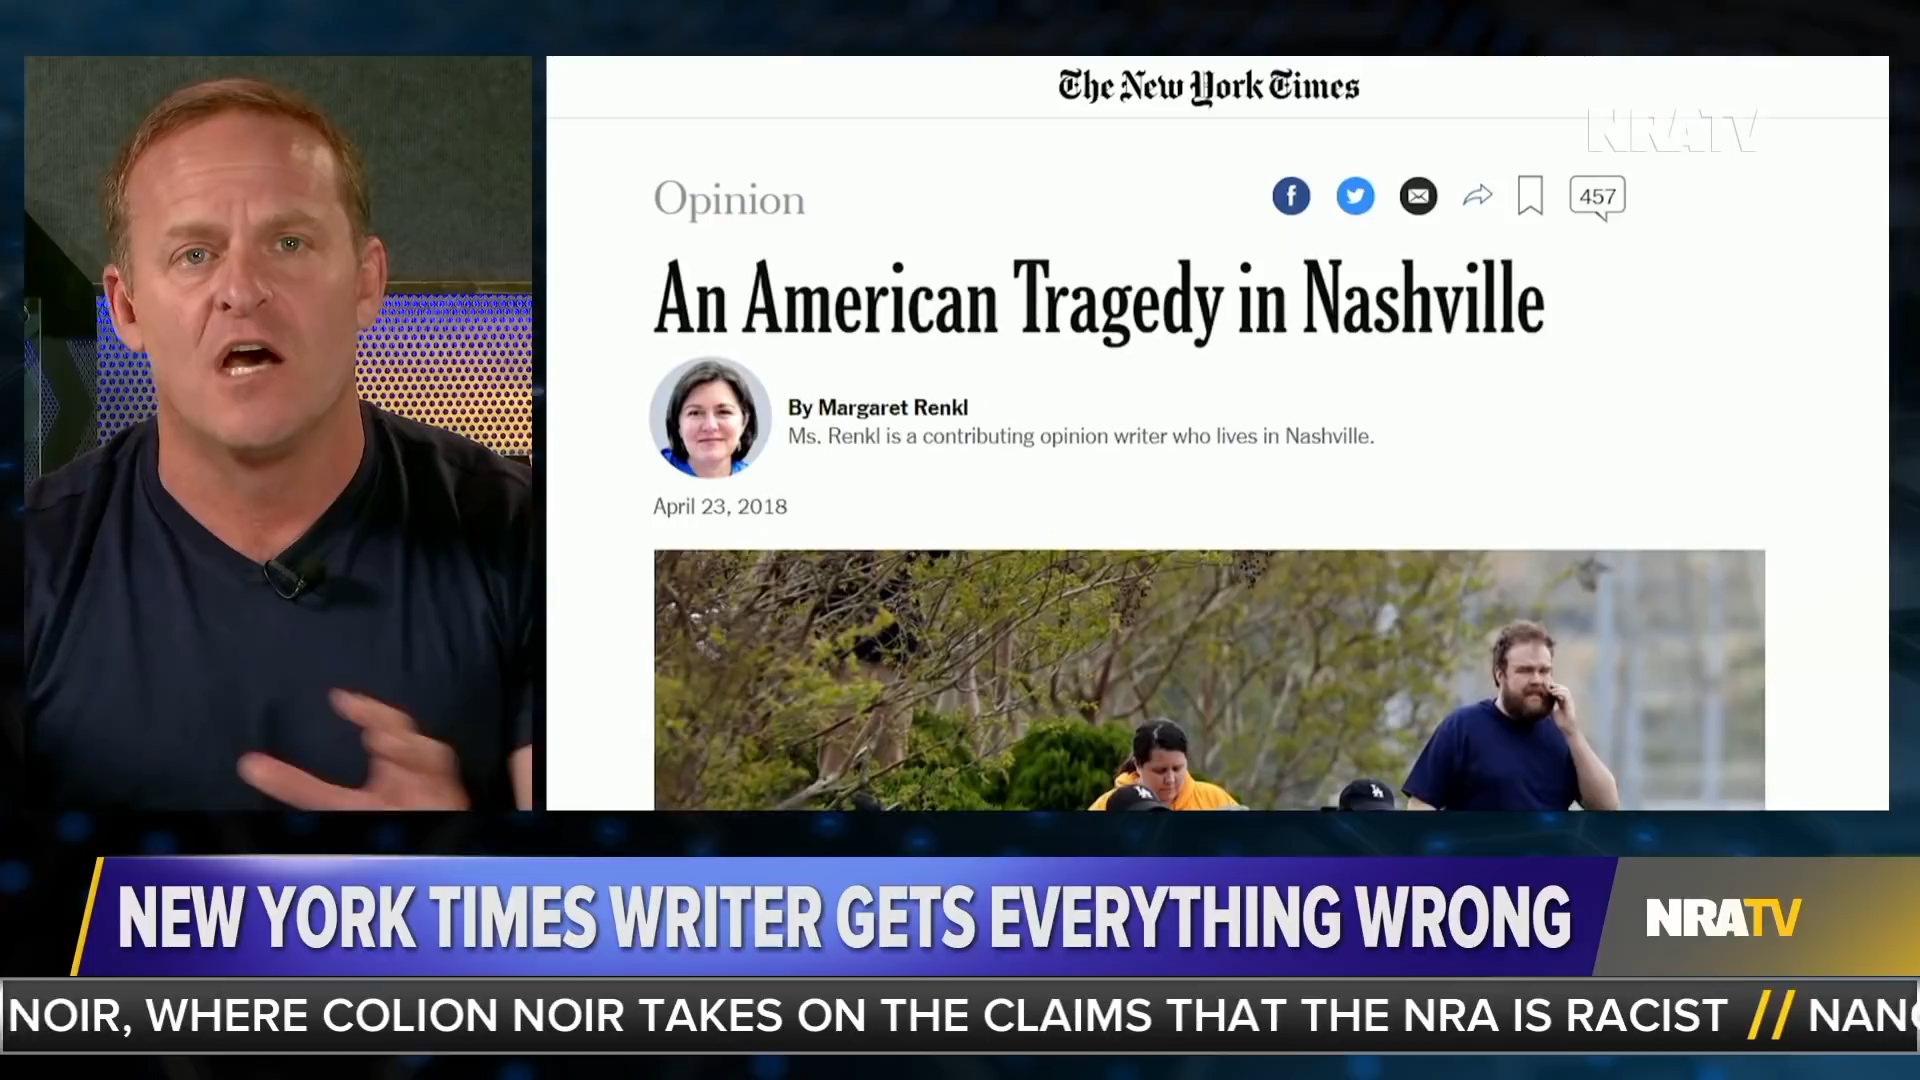 The New York Times
NRATV
Opinion
f
457
An American Tragedy in Nashville
By Margaret Renkl
Ms. Renkl is a contributing opinion writer who lives in Nashville.
April 23, 2018
LA
LA
NEW YORK TIMES WRITER GETS EVERYTHING WRONG
NRATV
NOIR, WHERE COLION NOIR TAKES ON THE CLAIMS THAT THE NRA IS RACIST // NAN